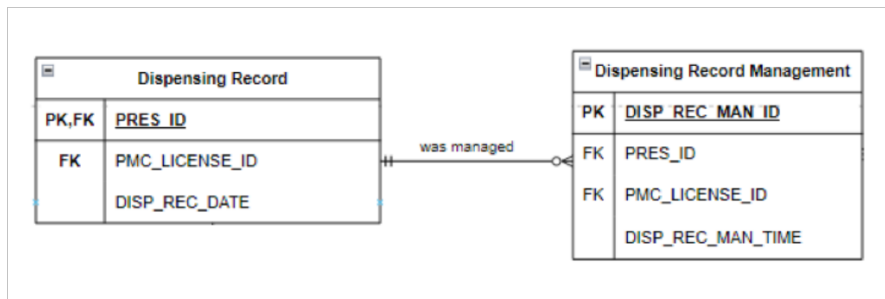 Dispensing Record
PK,FK PRES_ID
FK PMC_LICENSE_ID
DISP_REC_DATE
was managed
Dispensing Record Management
PK DISP_REC_MAN_ID
FK PRES_ID
FK PMC_LICENSE_ID
DISP_REC_MAN_TIME